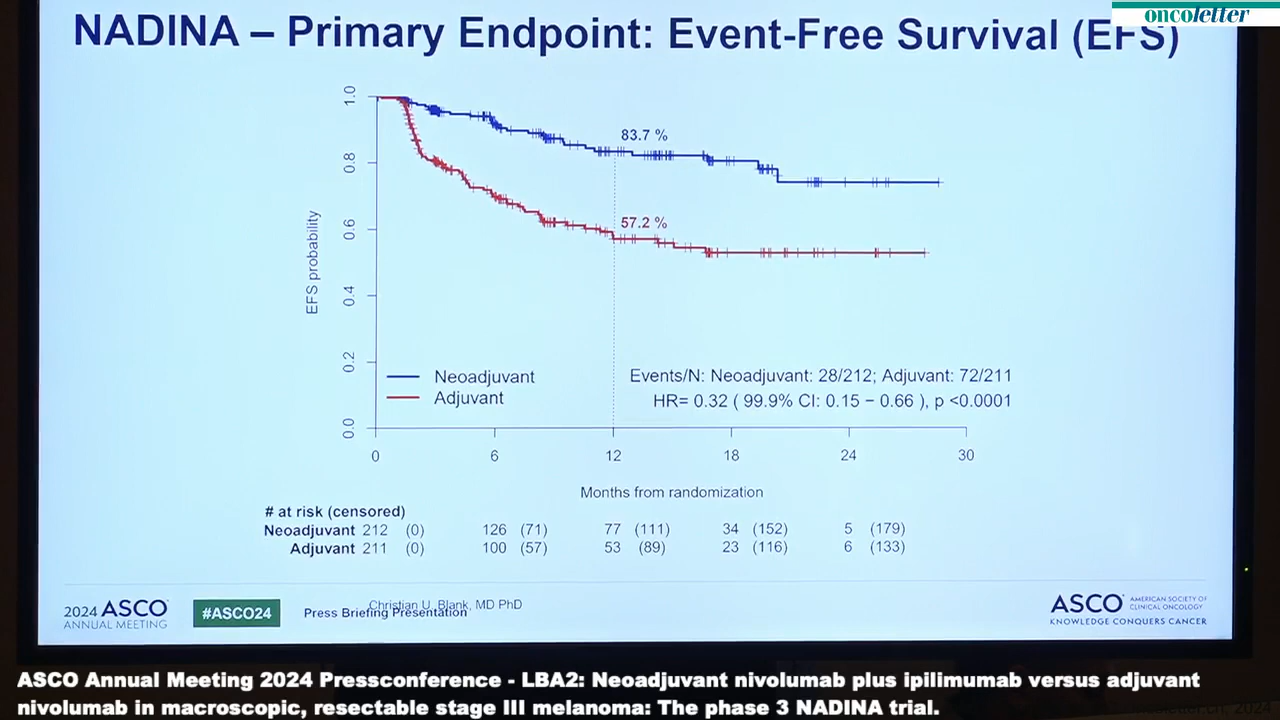 oncoletter
NADINA – Primary Endpoint: Event-Free Survival (EFS)
1.0
0.8
0.6
0.4
0.2
0.0
EFS probability
83.7 %
57.2 %
Neoadjuvant
Adjuvant
Events/N: Neoadjuvant: 28/212; Adjuvant: 72/211
HR= 0.32 ( 99.9% CI: 0.15 − 0.66 ), p <0.0001
0 6 12 18 24 30
Months from randomization
# at risk (censored)
Neoadjuvant 212 (0) 126 (71) 77 (111) 34 (152) 5 (179)
Adjuvant 211 (0) 100 (57) 53 (89) 23 (116) 6 (133)
2024 ASCO
ANNUAL MEETING
#ASCO24
Christian U. Blank, MD PhD
Press Briefing Presentation
ASCO AMERICAN SOCIETY OF
CLINICAL ONCOLOGY
KNOWLEDGE CONQUERS CANCER
ASCO Annual Meeting 2024 Pressconference - LBA2: Neoadjuvant nivolumab plus ipilimumab versus adjuvant
nivolumab in macroscopic, resectable stage III melanoma: The phase 3 NADINA trial.